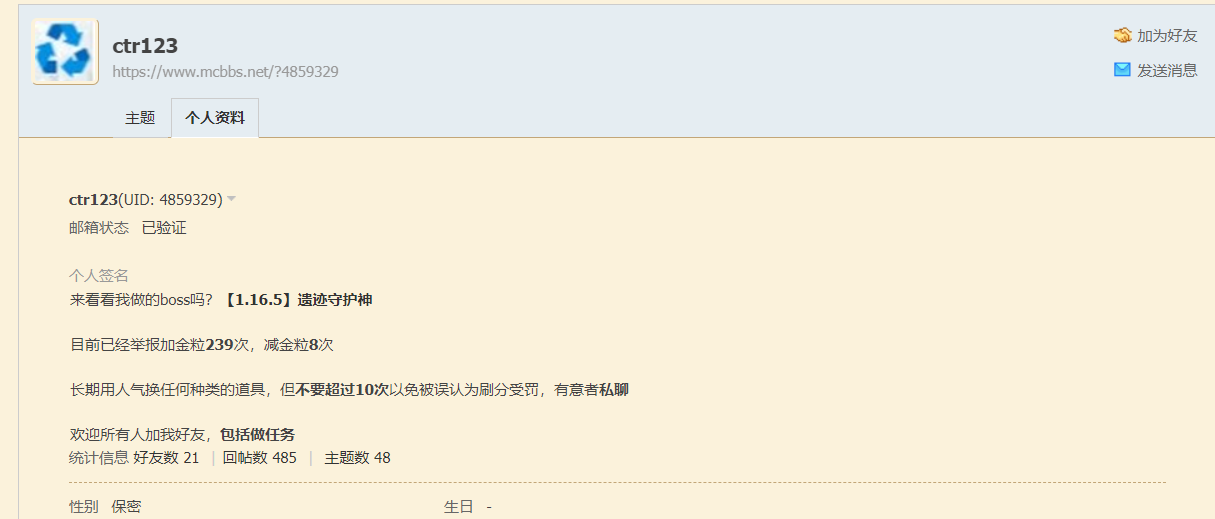 ctr123
https://www.mcbbs.net/?4859329
加为好友
发送消息
主题 个人资料
ctr123(UID: 4859329)
邮箱状态 已验证
个人签名
来看看我做的boss吗？【1.16.5】遗迹守护神
目前已经举报加金粒239次，减金粒8次
长期用人气换任何种类的道具，但不要超过10次以免被误认为刷分受罚，有意者私聊
欢迎所有人加我好友，包括做任务
统计信息 好友数 21 | 回帖数 485 | 主题数 48
性别 保密 生日 -